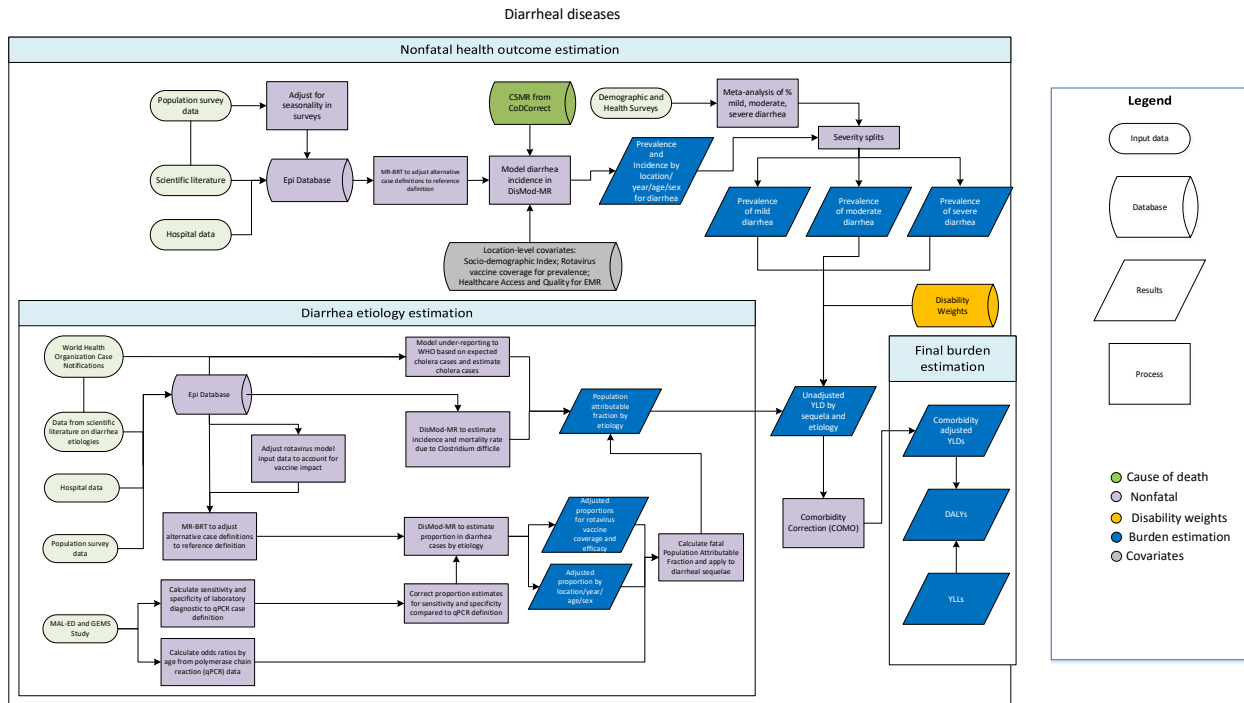 Diarrheal diseases
Nonfatal health outcome estimation
Population survey
data
Adjust for
seasonality in
surveys
CSMR from
CoDCorrect
Demographic and
Health Surveys
Meta-analysis of %
mild, moderate,
severe diarrhea
Severity splits
Scientific literature
Epi Database
MR-BRT to adjust alternative
case definitions to reference
definition
Model diarrhea
incidence in
DisMod-MR
Prevalence
and
Incidence by
location/
year/age/sex
for diarrhea
Prevalence
of mild
diarrhea
Prevalence
of moderate
diarrhea
Prevalence of
severe diarrhea
Hospital data
Location-level covariates:
Socio-demographic Index; Rotavirus
vaccine coverage for prevalence;
Healthcare Access and Quality for EMR
Disability
Weights
Diarrhea etiology estimation
World Health
Organization Case
Notifications
Model under-reporting to
WHO based on expected
cholera cases and estimate
cholera cases
Epi Database
Data from scientific
literature on diarrhea
etiologies
DisMod-MR to estimate
incidence and mortality rate
due to Clostridium difficile
Population
attributable
fraction by
etiology
Unadjusted
YLD by
sequela and
etiology
Adjust rotavirus model
input data to account for
vaccine impact
Hospital data
Population survey
data
MR-BRT to adjust
alternative case definitions
to reference definition
DisMod-MR to estimate
proportion in diarrhea
cases by etiology
Adjusted
proportions
for rotavirus
vaccine
coverage and
efficacy
Adjusted
proportion by
location/year/
age/sex
Calculate fatal
Population Attributable
Fraction and apply to
diarrheal sequelae
Comorbidity
Correction (COMO)
MAL-ED and GEMS
Study
Calculate sensitivity and
specificity of laboratory
diagnostic to qPCR case
definition
Correct proportion estimates
for sensitivity and specificity
compared to qPCR definition
Calculate odds ratios by
age from polymerase chain
reaction (qPCR) data
Final burden
estimation
Comorbidity
adjusted
YLDs
DALYs
YLLs
Legend
Input data
Database
Results
Process
Cause of death
Nonfatal
Disability weights
Burden estimation
Covariates